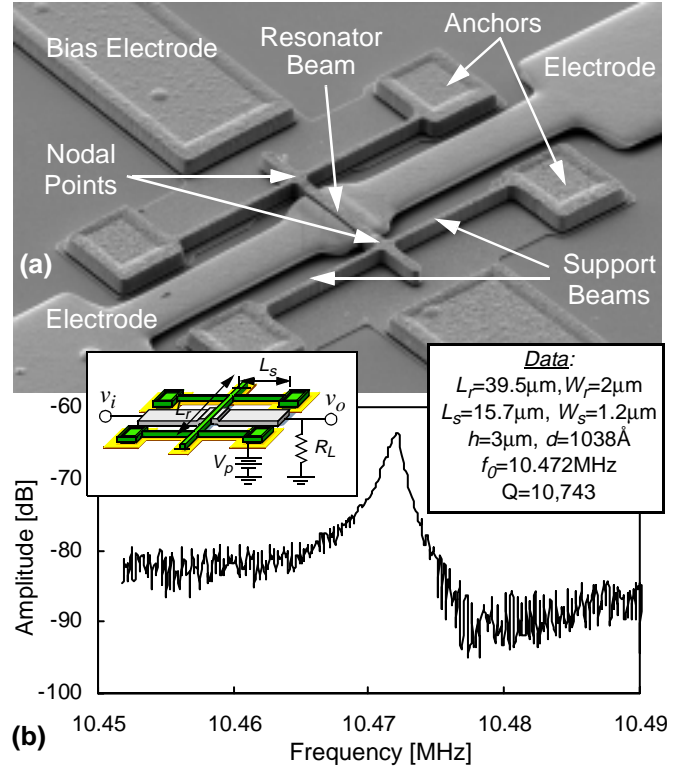 Bias Electrode
Resonator
Beam
Anchors
Electrode
Nodal
Points
(a)
Support
Beams
Electrode
Data:
Lr=39.5µm,Wr=2µm
Ls=15.7µm, Ws=1.2µm
h=3µm, d=1038Å
f0=10.472MHz
Q=10,743
Ls
vi
Lr
vo
RL
Vp
-60
-70
-80
-90
-100
Amplitude [dB]
10.45 10.46 10.47 10.48 10.49
(b)
Frequency [MHz]